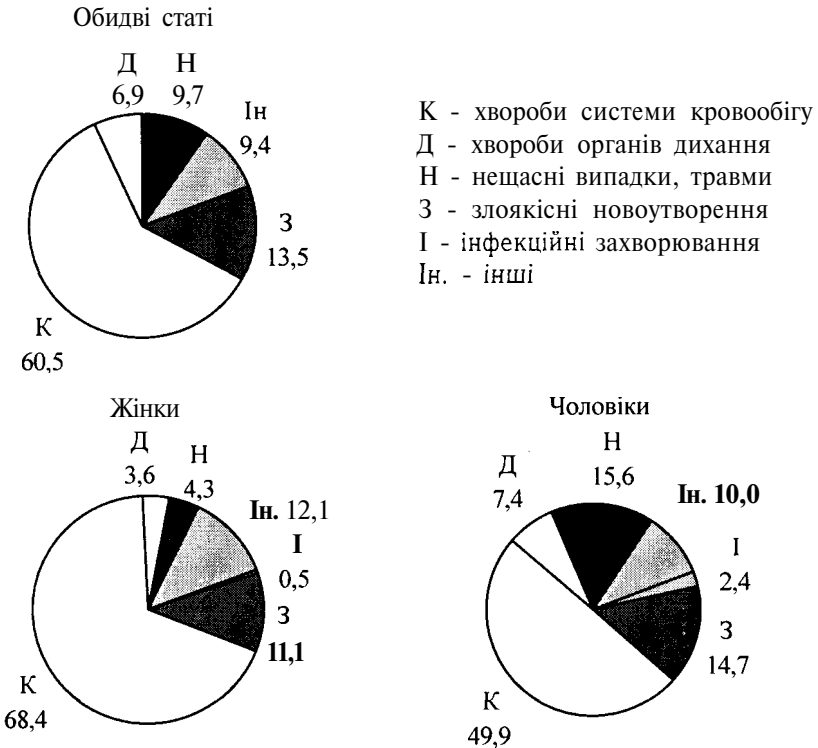 Обидві статі
Д Н
6,9 9,7
Ін
9,4
З
13,5
К
60,5
К - хвороби системи кровообігу
Д - хвороби органів дихання
Н - нещасні випадки, травми
З - злоякісні новоутворення
І - інфекційні захворювання
Ін. - інші
Жінки
Д Н
3,6 4,3
Ін. 12,1
І
0,5
З
11,1
К
68,4
Чоловіки
Н
Д 15,6
7,4 Ін. 10,0
І
2,4
З
14,7
К
49,9